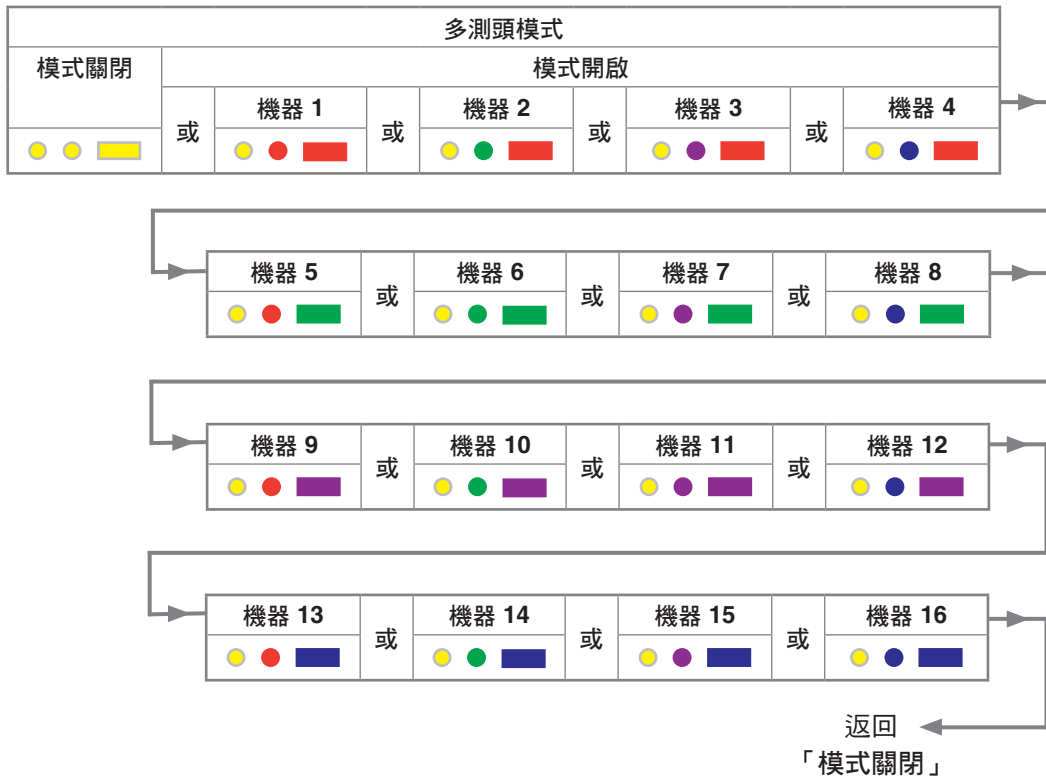 多測頭模式
模式關閉 模式開啟
或 機器 1 或 機器 2 或 機器 3 或 機器 4
機器 5 或 機器 6 或 機器 7 或 機器 8
機器 9 或 機器 10 或 機器 11 或 機器 12
機器 13 或 機器 14 或 機器 15 或 機器 16
返回
「模式關閉」